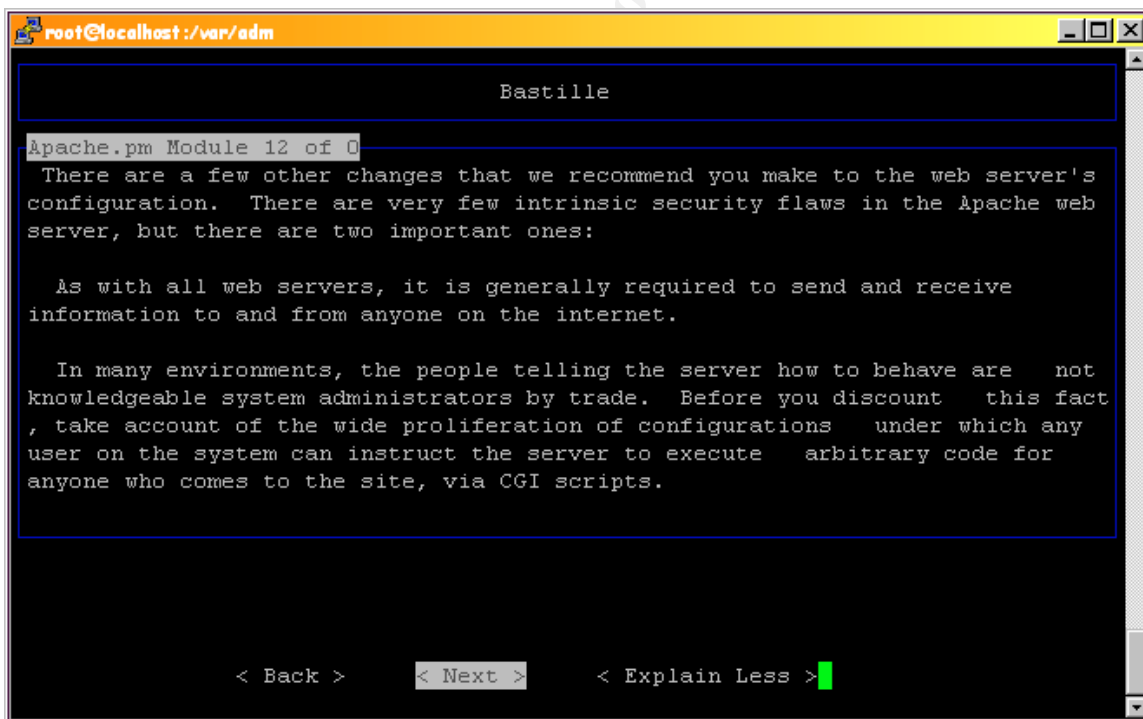 root@localhost:/var/adm
Bastille
Apache.pm Module 12 of 0
There are a few other changes that we recommend you make to the web server's
configuration.  There are very few intrinsic security flaws in the Apache web
server, but there are two important ones:
As with all web servers, it is generally required to send and receive
information to and from anyone on the internet.
In many environments, the people telling the server how to behave are   not
knowledgeable system administrators by trade.  Before you discount   this fact
, take account of the wide proliferation of configurations   under which any
user on the system can instruct the server to execute   arbitrary code for
anyone who comes to the site, via CGI scripts.
< Back > < Next > < Explain Less >